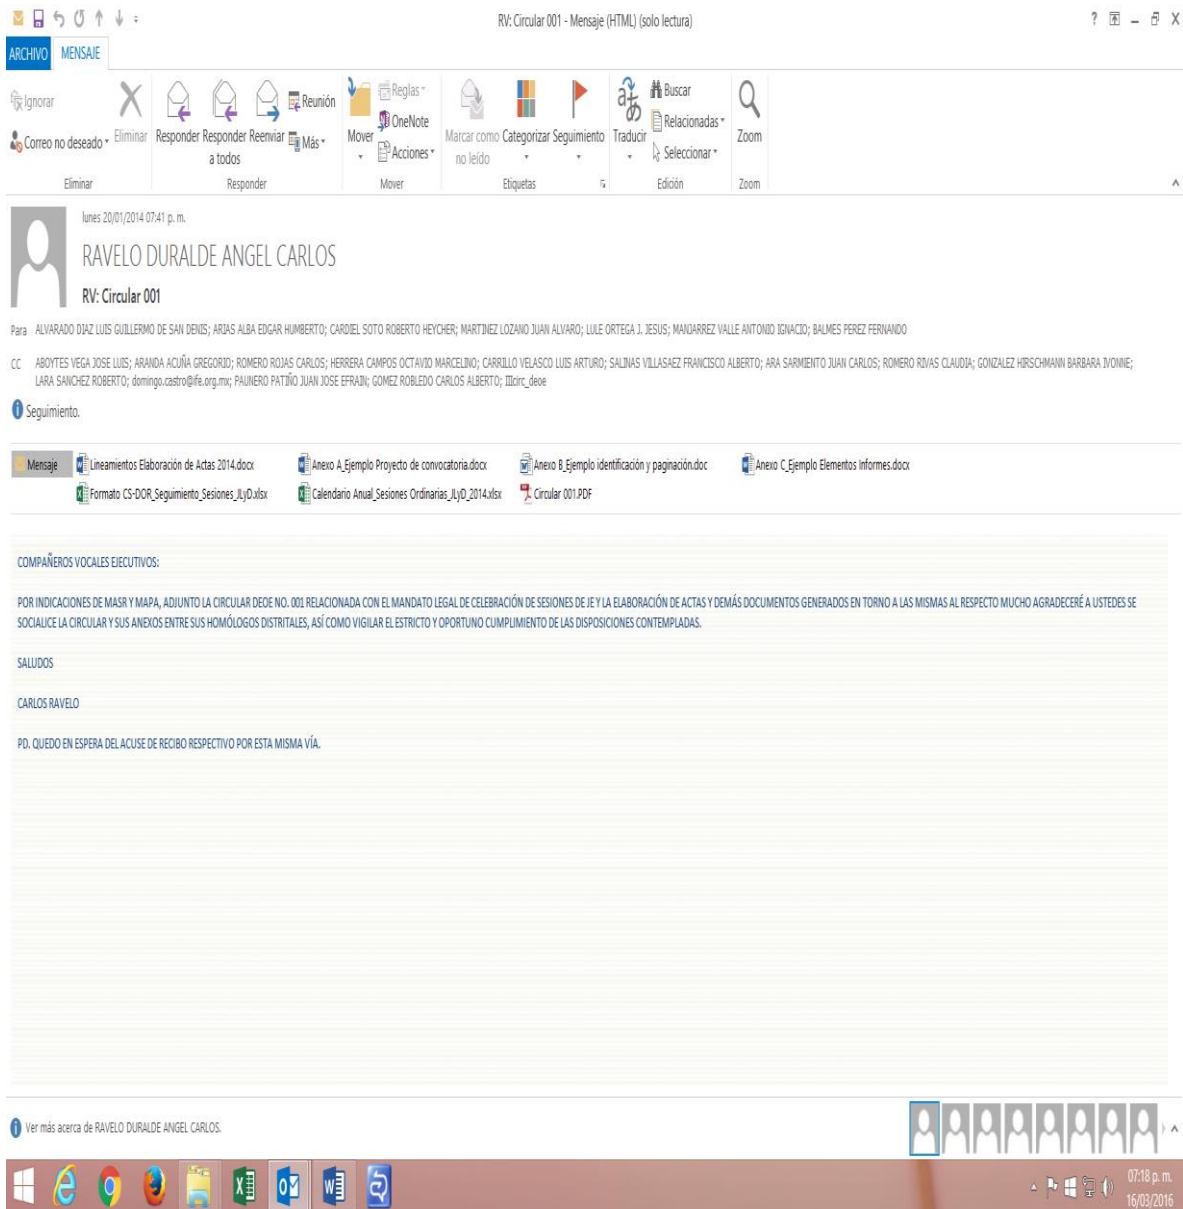 RV: Circular 001 - Mensaje (HTML) (solo lectura)
ARCHIVO MENSAJE
Ignorar
Correo no deseado
Eliminar
Responder Responder a todos Reenviar
Reunión
Más
Mover
Reglas
OneNote
Acciones
Marcar como no leído
Categorizar
Seguimiento
Traducir
Buscar
Relacionadas
Seleccionar
Zoom
Eliminar Responder Mover Etiquetas Edición Zoom
lunes 20/01/2014 07:41 p. m.
RAVELO DURALDE ANGEL CARLOS
RV: Circular 001
Para ALVARADO DIAZ LUIS GUILLERMO DE SAN DENIS; ARIAS ALBA EDGAR HUMBERTO; CARDIEL SOTO ROBERTO HEYCHER; MARTINEZ LOZANO JUAN ALVARO; LULE ORTEGA J. JESUS; MANJARREZ VALLE ANTONIO IGNACIO; BALMES PEREZ FERNANDO
CC ABOYTES VEGA JOSE LUIS; ARANDA ACUÑA GREGORIO; ROMERO ROJAS CARLOS; HERRERA CAMPOS OCTAVIO MARCELINO; CARRILLO VELASCO LUIS ARTURO; SALINAS VILLASAEZ FRANCISCO ALBERTO; ARA SARMIENTO JUAN CARLOS; ROMERO RIVAS CLAUDIA; GONZALEZ HIRSCHMANN BARBARA IVONNE;
LARA SANCHEZ ROBERTO; domingo.castro@ife.org.mx; PAUNERO PATIÑO JUAN JOSE EFRAIN; GOMEZ ROBLEDO CARLOS ALBERTO; IIIcirc_deoe
Seguimiento.
Mensaje Lineamientos Elaboración de Actas 2014.docx Anexo A_Ejemplo Proyecto de convocatoria.docx Anexo B_Ejemplo identificación y paginación.doc Anexo C_Ejemplo Elementos Informes.docx
Formato CS-DOR_Seguimiento_Sesiones_JLyD.xlsx Calendario Anual_Sesiones Ordinarias_JLyD_2014.xlsx Circular 001.PDF
COMPAÑEROS VOCALES EJECUTIVOS:
POR INDICACIONES DE MASR Y MAPA, ADJUNTO LA CIRCULAR DEOE NO. 001 RELACIONADA CON EL MANDATO LEGAL DE CELEBRACIÓN DE SESIONES DE JE Y LA ELABORACIÓN DE ACTAS Y DEMÁS DOCUMENTOS GENERADOS EN TORNO A LAS MISMAS AL RESPECTO MUCHO AGRADECERÉ A USTEDES SE
SOCIALICE LA CIRCULAR Y SUS ANEXOS ENTRE SUS HOMÓLOGOS DISTRITALES, ASÍ COMO VIGILAR EL ESTRICTO Y OPORTUNO CUMPLIMIENTO DE LAS DISPOSICIONES CONTEMPLADAS.
SALUDOS
CARLOS RAVELO
PD. QUEDO EN ESPERA DEL ACUSE DE RECIBO RESPECTIVO POR ESTA MISMA VÍA.
Ver más acerca de RAVELO DURALDE ANGEL CARLOS.
07:18 p. m.
16/03/2016